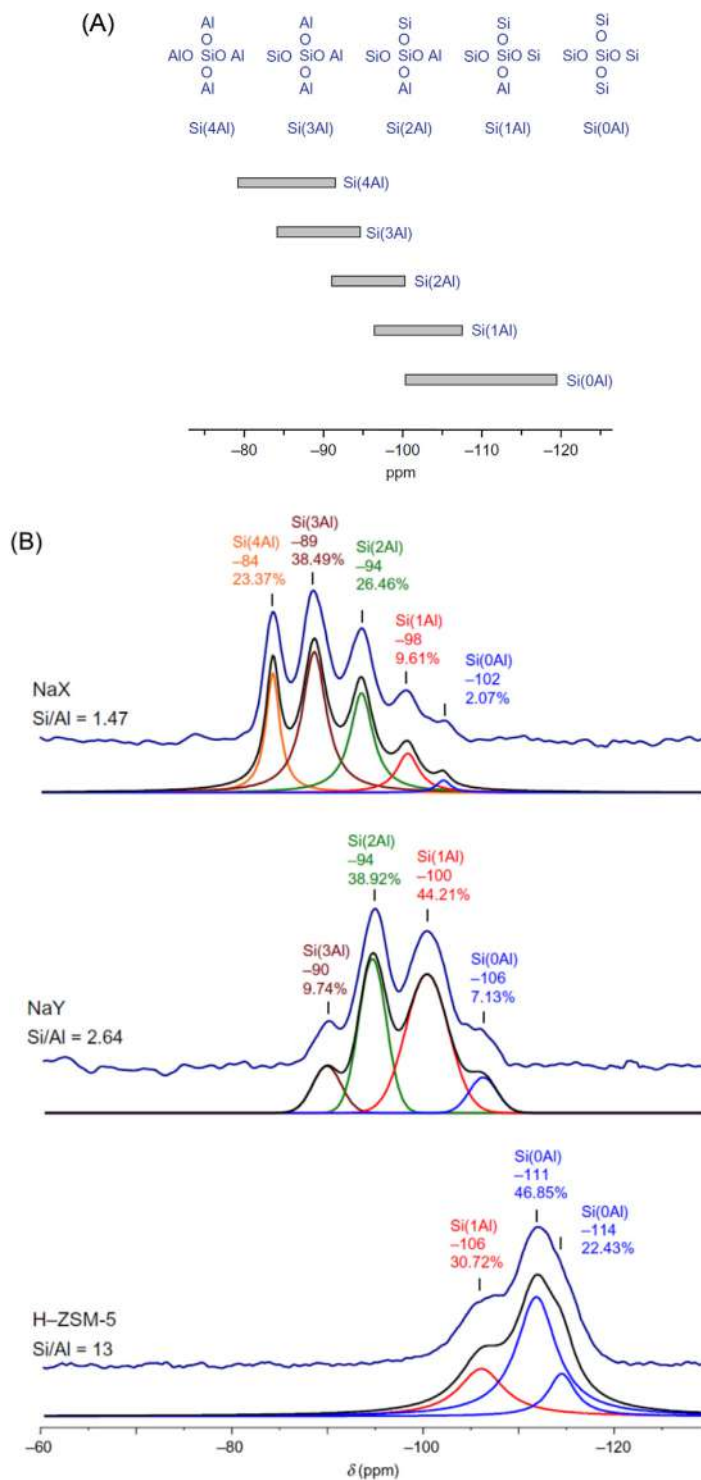 (A)
Al Al Si Si Si
O O O O O
AlO SiO Al SiO SiO Al SiO SiO Al SiO SiO Si SiO SiO Si
O O O O O
Al Al Al Al Si
Si(4Al) Si(3Al) Si(2Al) Si(1Al) Si(0Al)
Si(4Al)
Si(3Al)
Si(2Al)
Si(1Al)
Si(0Al)
–80 –90 –100 –110 –120
ppm
(B)
Si(4Al)
–84
23.37%
Si(3Al)
–89
38.49%
Si(2Al)
–94
26.46%
Si(1Al)
–98
9.61%
Si(0Al)
–102
2.07%
NaX
Si/Al = 1.47
Si(3Al)
–90
9.74%
Si(2Al)
–94
38.92%
Si(1Al)
–100
44.21%
Si(0Al)
–106
7.13%
NaY
Si/Al = 2.64
Si(1Al)
–106
30.72%
Si(0Al)
–111
46.85%
Si(0Al)
–114
22.43%
H–ZSM-5
Si/Al = 13
–60 –80 –100 –120
δ (ppm)